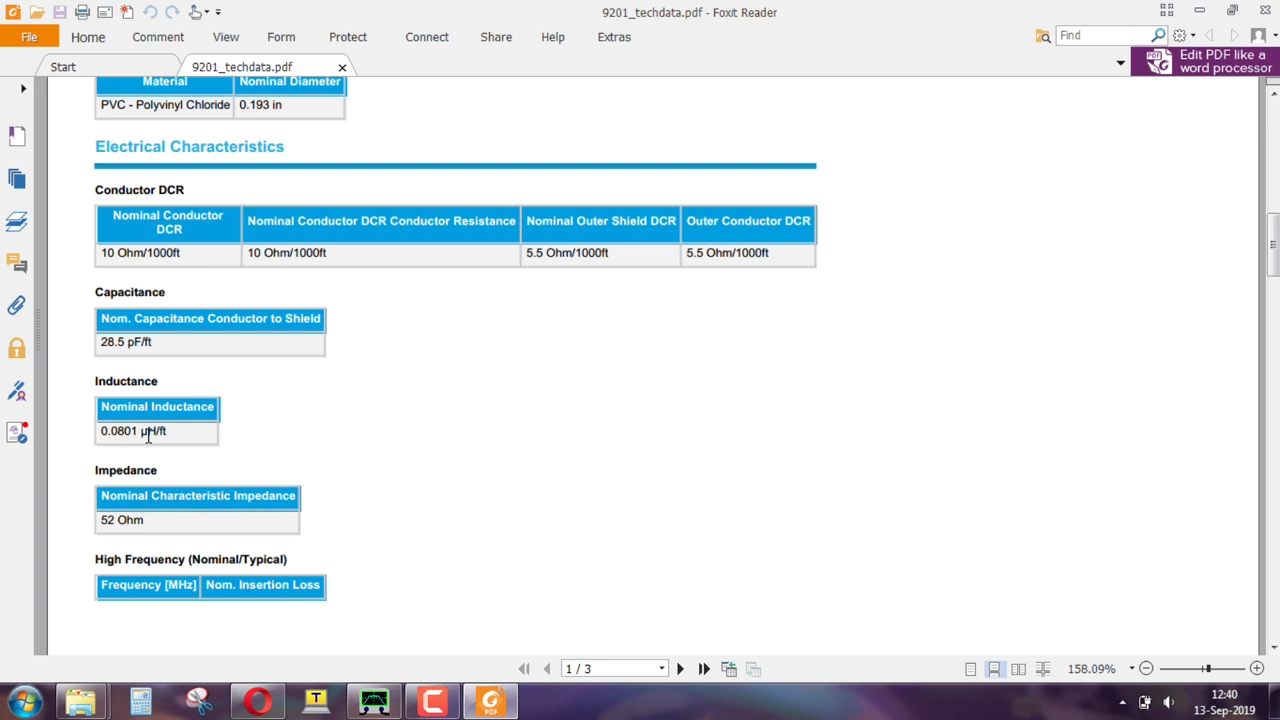 9201_techdata.pdf - Foxit Reader
File Home Comment View Form Protect Connect Share Help Extras Find
Start 9201_techdata.pdf
Edit PDF like a
word processor
Material Nominal Diameter
PVC - Polyvinyl Chloride 0.193 in
Electrical Characteristics
Conductor DCR
Nominal Conductor
DCR
Nominal Conductor DCR Conductor Resistance Nominal Outer Shield DCR Outer Conductor DCR
10 Ohm/1000ft 10 Ohm/1000ft 5.5 Ohm/1000ft 5.5 Ohm/1000ft
Capacitance
Nom. Capacitance Conductor to Shield
28.5 pF/ft
Inductance
Nominal Inductance
0.0801 µH/ft
Impedance
Nominal Characteristic Impedance
52 Ohm
High Frequency (Nominal/Typical)
Frequency [MHz] Nom. Insertion Loss
1 / 3 158.09%
T PDF 12:40
13-Sep-2019